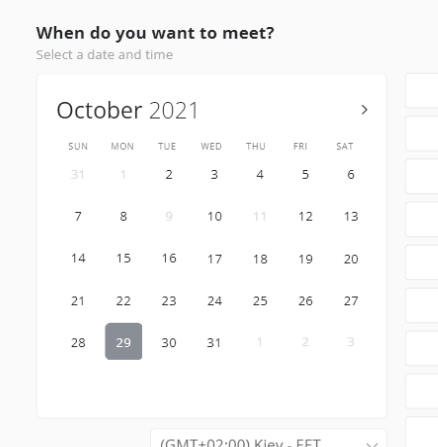 When do you want to meet?
Select a date and time
October 2021
SUN MON TUE WED THU FRI SAT
31 1 2 3 4 5 6
7 8 9 10 11 12 13
14 15 16 17 18 19 20
21 22 23 24 25 26 27
28 29 30 31 1 2 3
(GMT+02:00) Kiev - EET